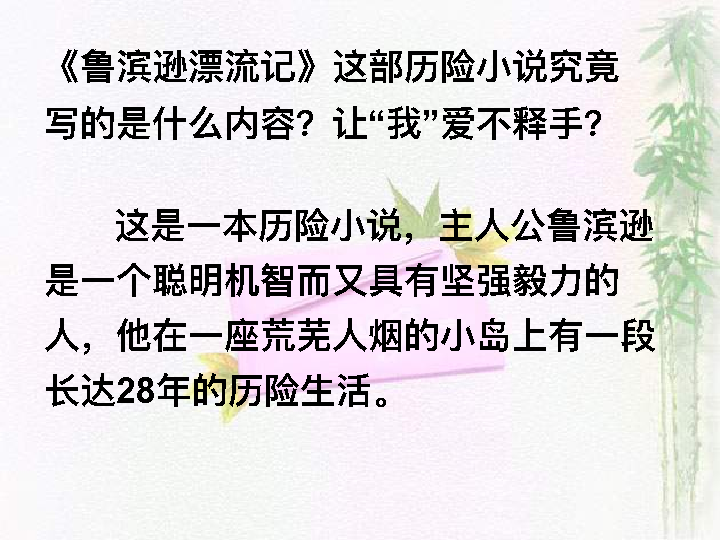 《鲁滨逊漂流记》这部历险小说究竟
写的是什么内容？让“我”爱不释手？
这是一本历险小说，主人公鲁滨逊
是一个聪明机智而又具有坚强毅力的
人，他在一座荒芜人烟的小岛上有一段
长达28年的历险生活。